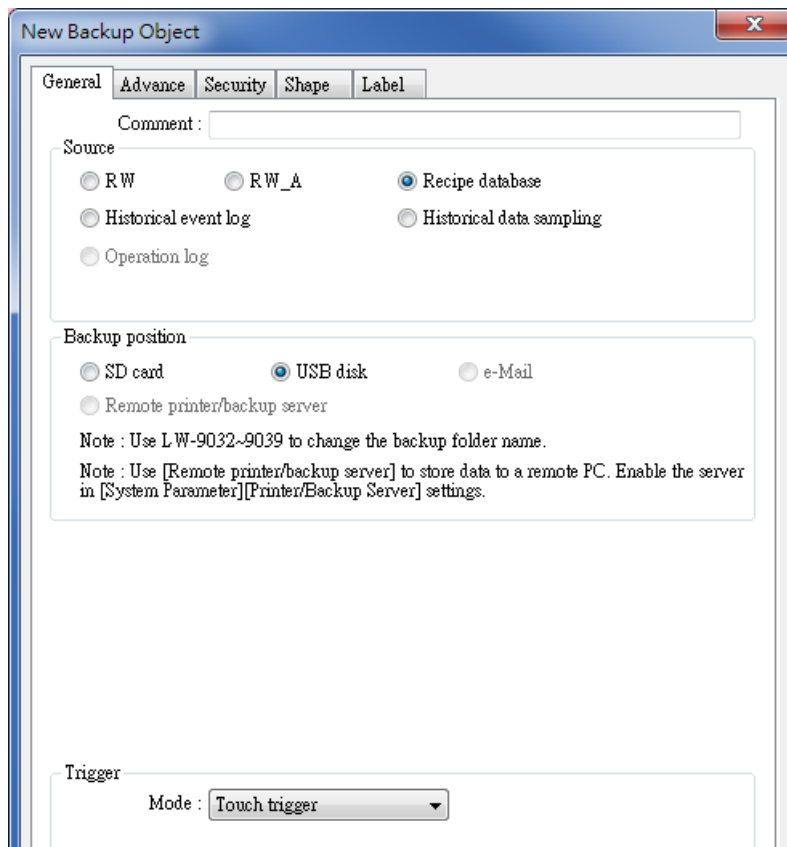 New Backup Object
General Advance Security Shape Label
Comment :
Source
RW RW_A Recipe database
Historical event log Historical data sampling
Operation log
Backup position
SD card USB disk e-Mail
Remote printer/backup server
Note : Use LW-9032~9039 to change the backup folder name.
Note : Use [Remote printer/backup server] to store data to a remote PC. Enable the server
in [System Parameter][Printer/Backup Server] settings.
Trigger
Mode : Touch trigger